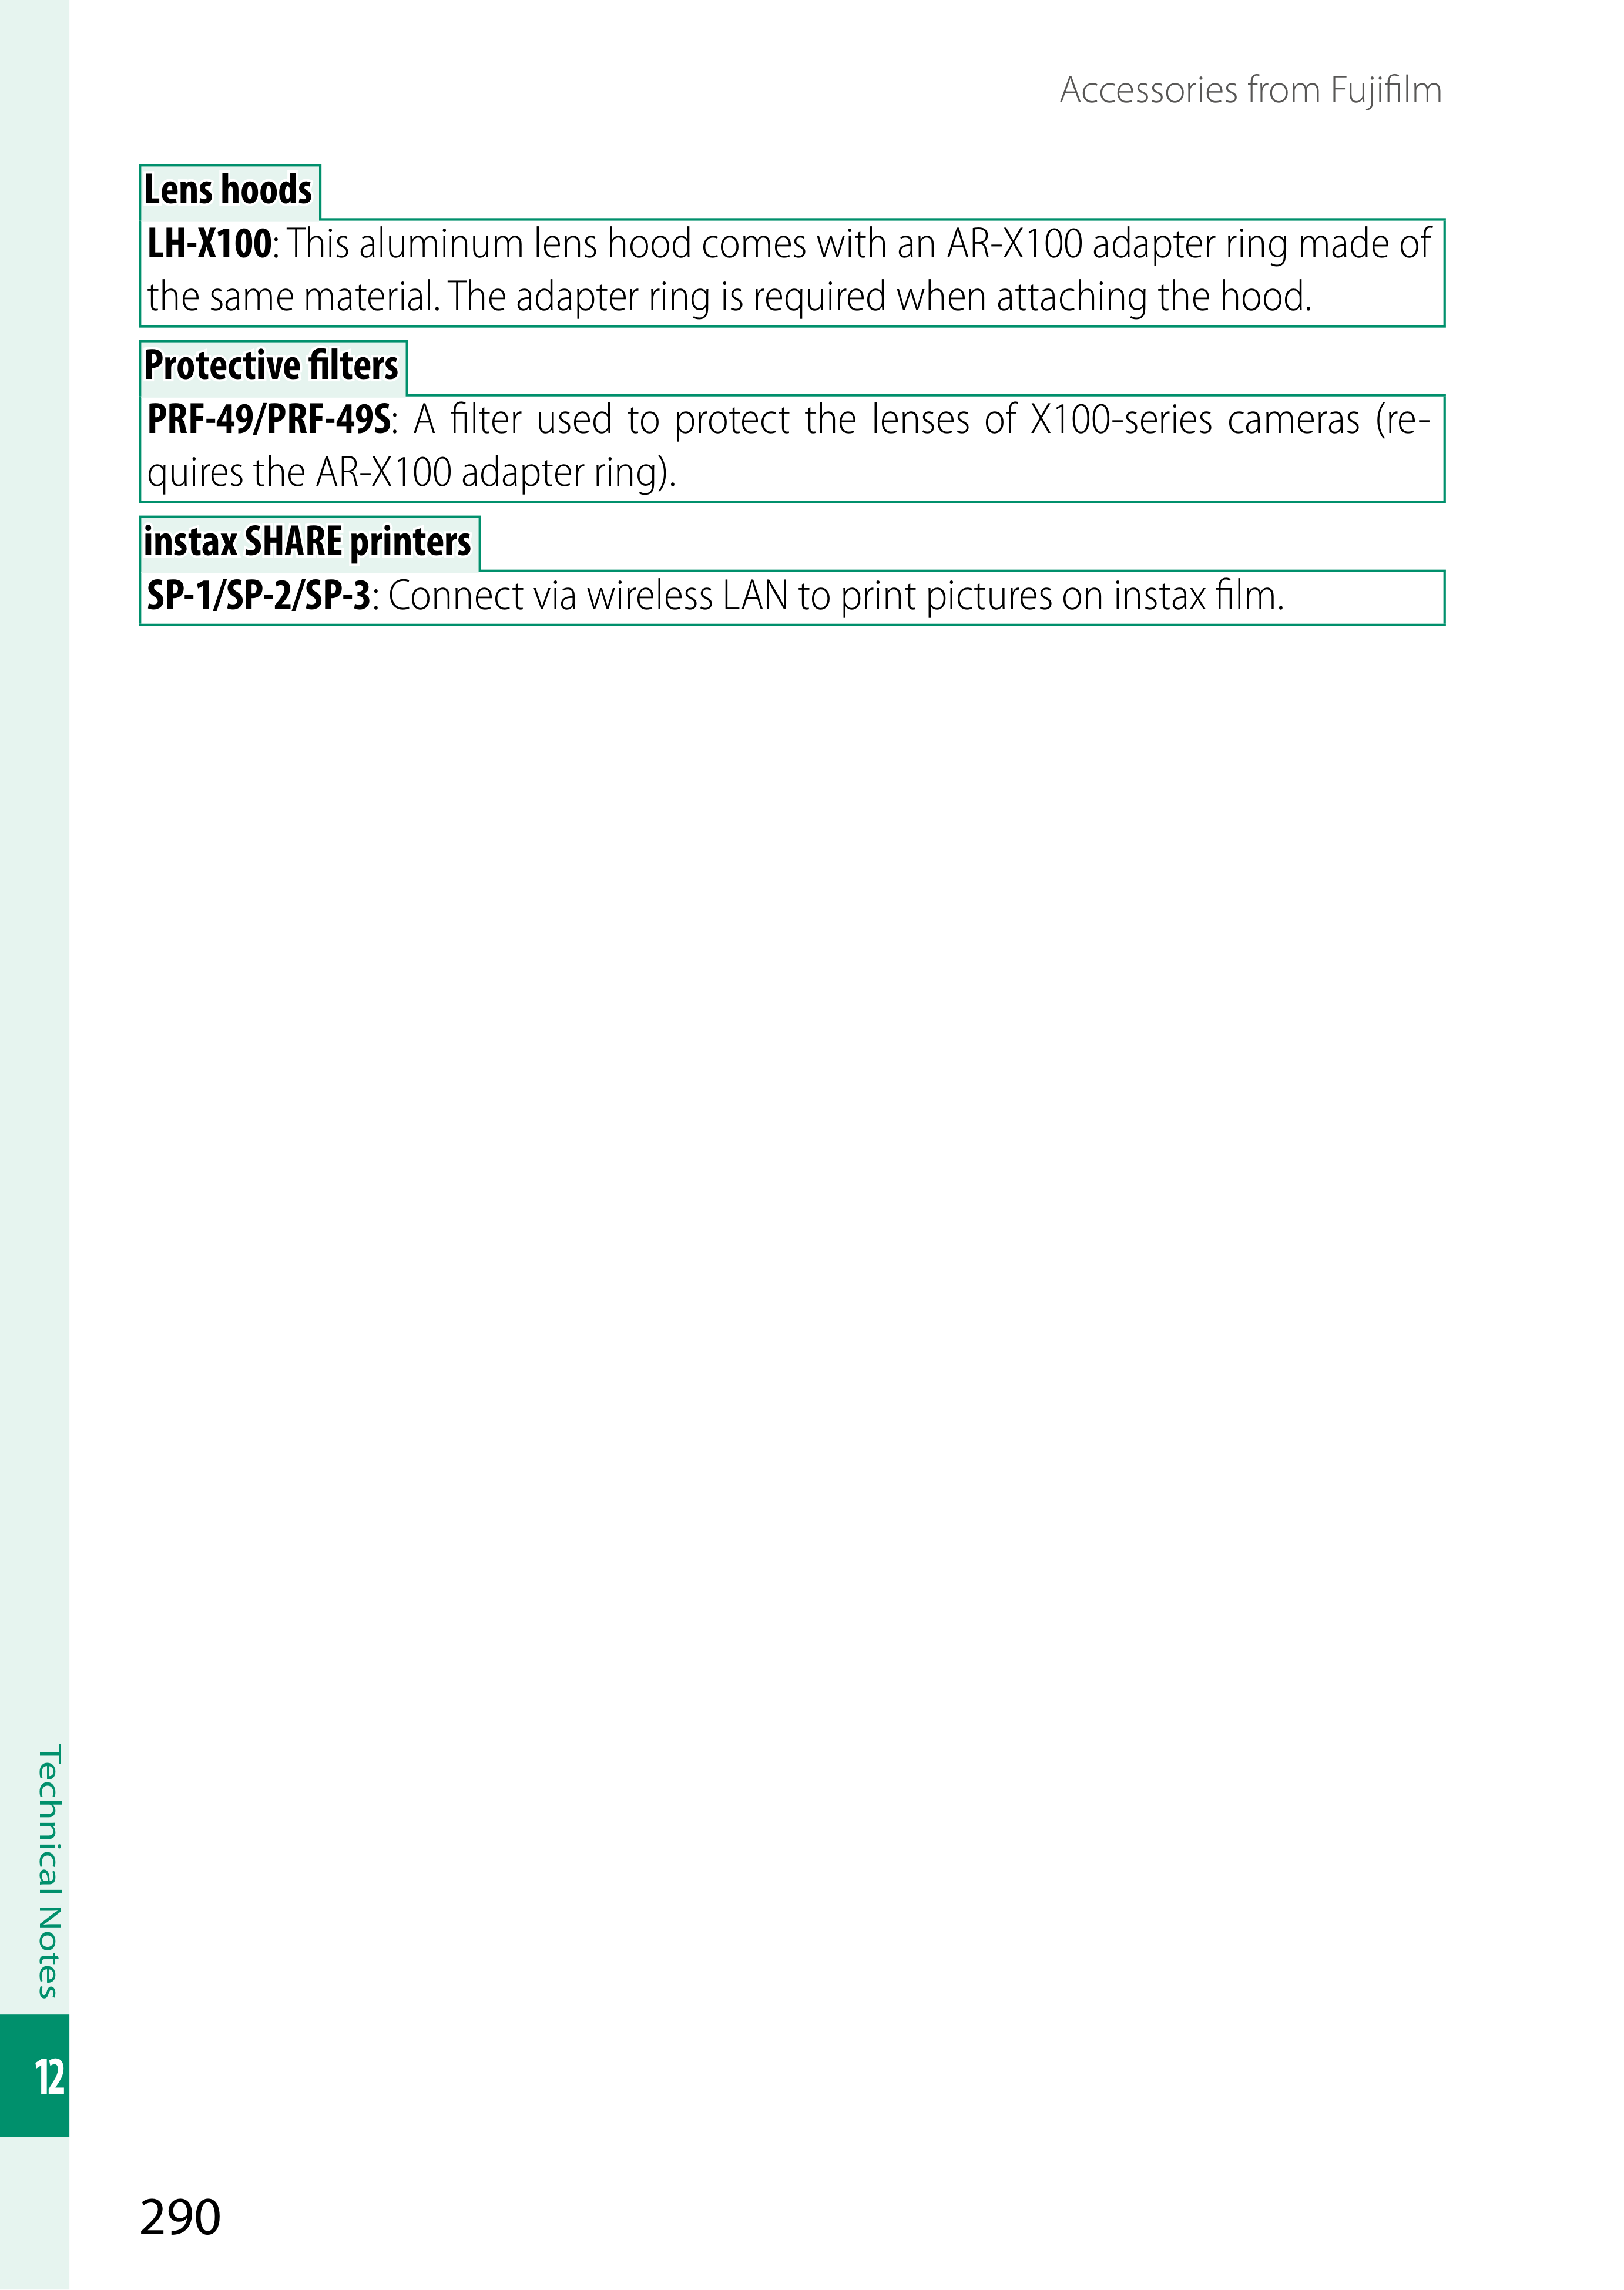 Accessories from Fujifilm
Lens hoods
LH-X100: This aluminum lens hood comes with an AR-X100 adapter ring made of
the same material. The adapter ring is required when attaching the hood.
Protective filters
PRF-49/PRF-49S: A filter used to protect the lenses of X100-series cameras (re-
quires the AR-X100 adapter ring).
instax SHARE printers
SP-1/SP-2/SP-3: Connect via wireless LAN to print pictures on instax film.
Technical Notes
12
290